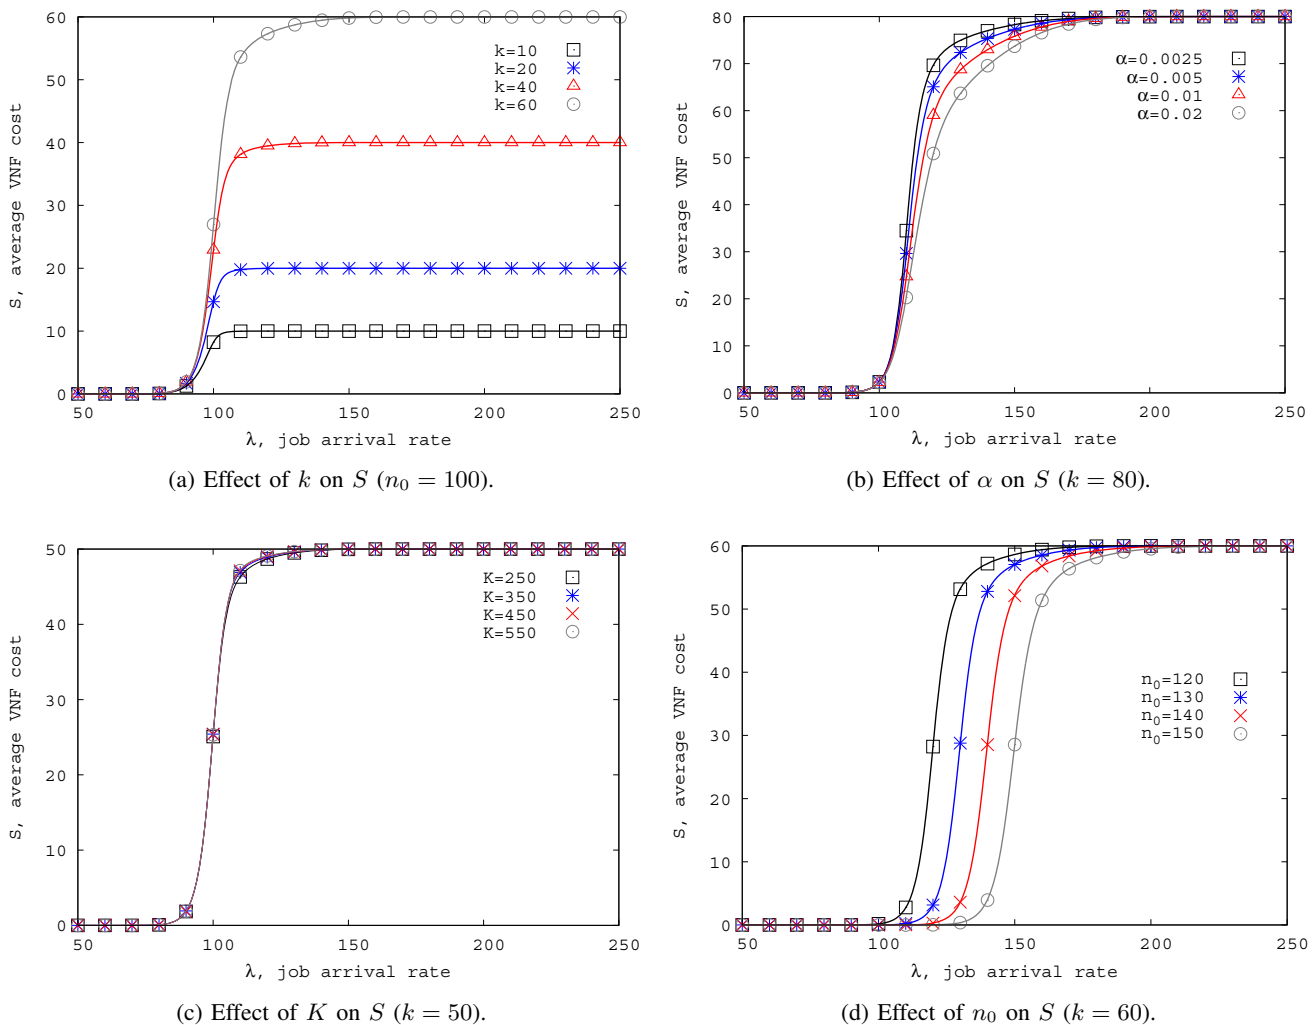 60
50
40
30
20
10
0
S, average VNF cost
k=10
k=20
k=40
k=60
50 100 150 200 250
λ, job arrival rate
(a) Effect of k on S (n₀ = 100).
80
70
60
50
40
30
20
10
0
S, average VNF cost
α=0.0025
α=0.005
α=0.01
α=0.02
50 100 150 200 250
λ, job arrival rate
(b) Effect of α on S (k = 80).
50
40
30
20
10
0
S, average VNF cost
K=250
K=350
K=450
K=550
50 100 150 200 250
λ, job arrival rate
(c) Effect of K on S (k = 50).
60
50
40
30
20
10
0
S, average VNF cost
n₀=120
n₀=130
n₀=140
n₀=150
50 100 150 200 250
λ, job arrival rate
(d) Effect of n₀ on S (k = 60).